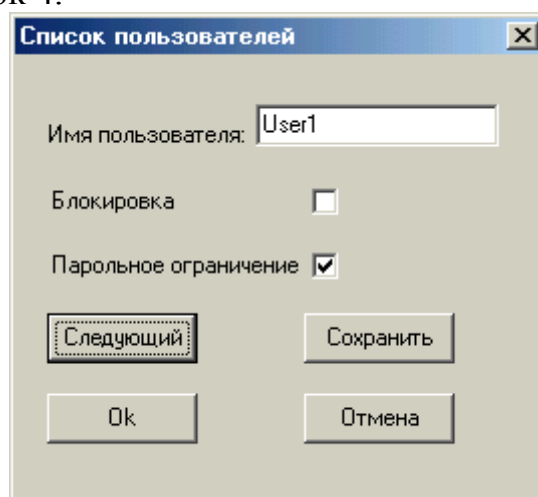 Список пользователей
Имя пользователя: User1
Блокировка
Парольное ограничение
Следующий Сохранить
Ok Отмена